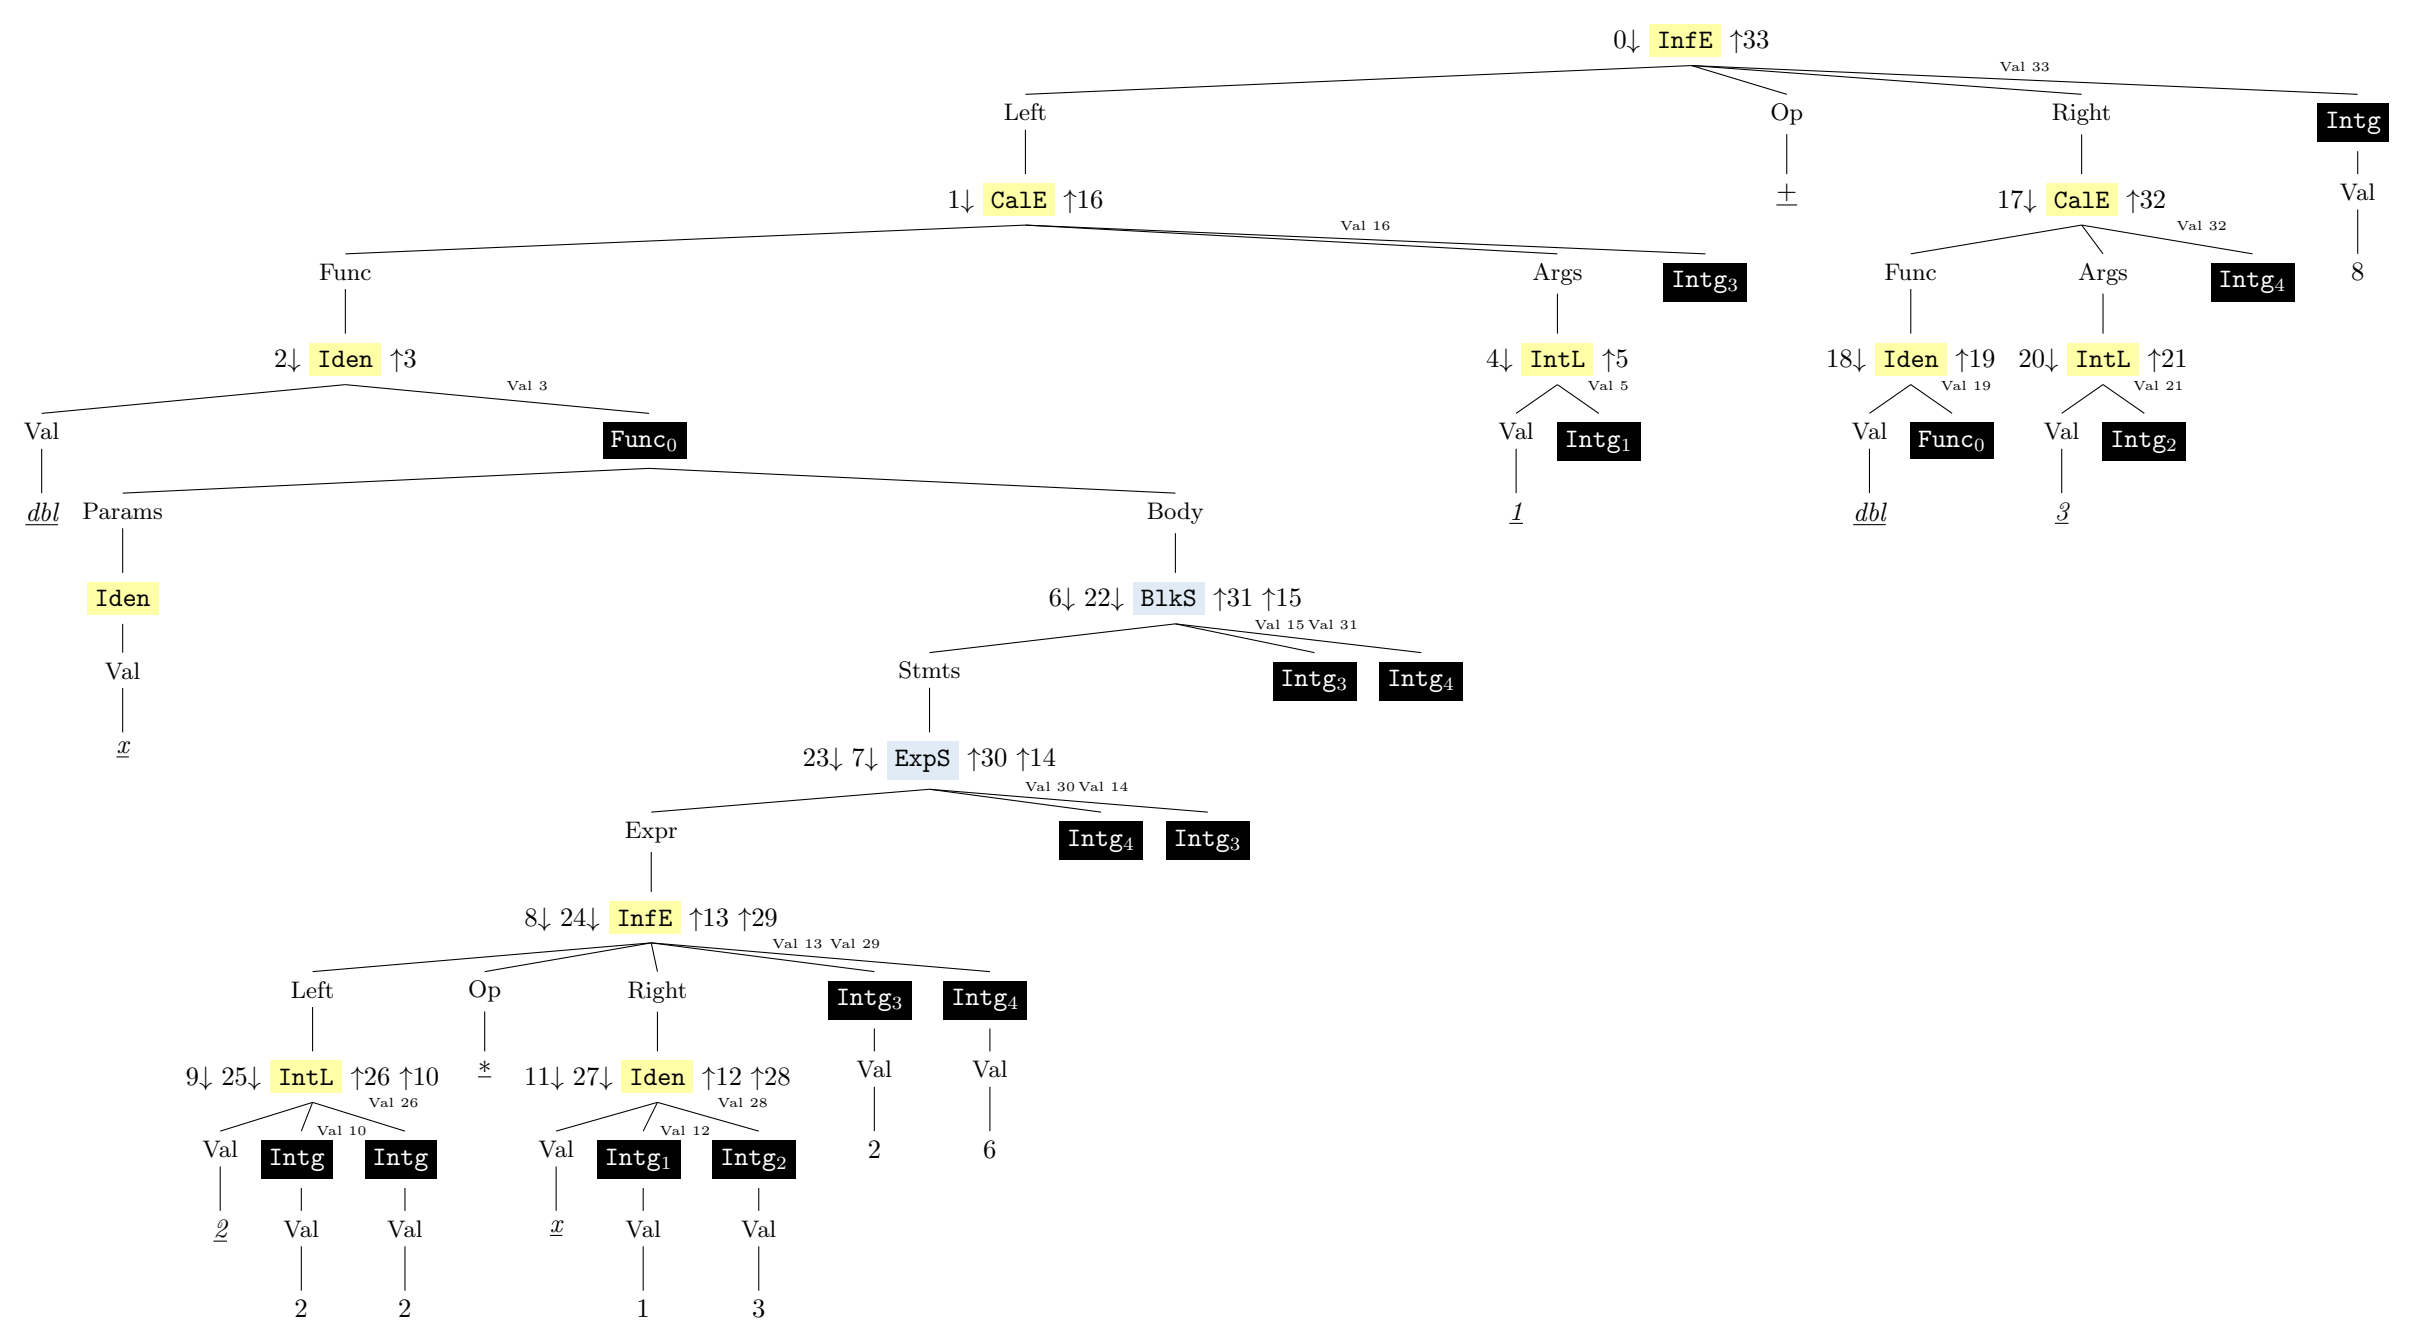 0↓ InfE ↑33
Val 33
Left Op Right Intg
1↓ CalE ↑16 + 17↓ CalE ↑32 Val
Val 16 Val 32
Func Args Intg₃ Func Args Intg₄ 8
2↓ Iden ↑3 4↓ IntL ↑5 18↓ Iden ↑19 20↓ IntL ↑21
Val 3 Val 5 Val 19 Val 21
Val Func₀ Val Intg₁ Val Func₀ Val Intg₂
dbl Params Body 1 dbl 3
Iden 6↓ 22↓ BlkS ↑31 ↑15
Val 15 Val 31
Val Stmts Intg₃ Intg₄
x 23↓ 7↓ ExpS ↑30 ↑14
Val 30 Val 14
Expr Intg₄ Intg₃
8↓ 24↓ InfE ↑13 ↑29
Val 13 Val 29
Left Op Right Intg₃ Intg₄
9↓ 25↓ IntL ↑26 ↑10 * 11↓ 27↓ Iden ↑12 ↑28 Val Val
Val 26 Val 28
Val 10 Val 12
Val Intg Intg Val Intg₁ Intg₂ 2 6
2 Val Val x Val Val
2 2 1 3